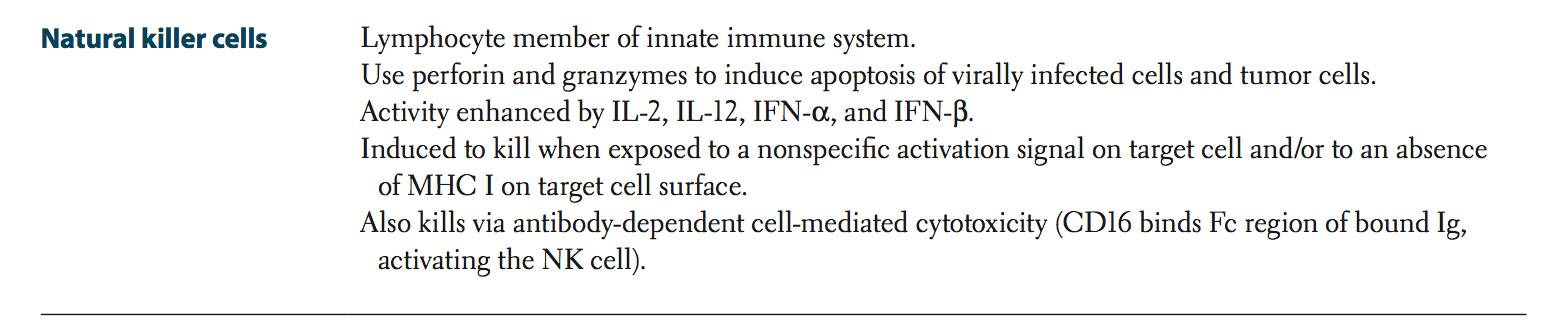 Natural killer cells
Lymphocyte member of innate immune system.
Use perforin and granzymes to induce apoptosis of virally infected cells and tumor cells.
Activity enhanced by IL-2, IL-12, IFN-α, and IFN-β.
Induced to kill when exposed to a nonspecific activation signal on target cell and/or to an absence
of MHC I on target cell surface.
Also kills via antibody-dependent cell-mediated cytotoxicity (CD16 binds Fc region of bound Ig,
activating the NK cell).